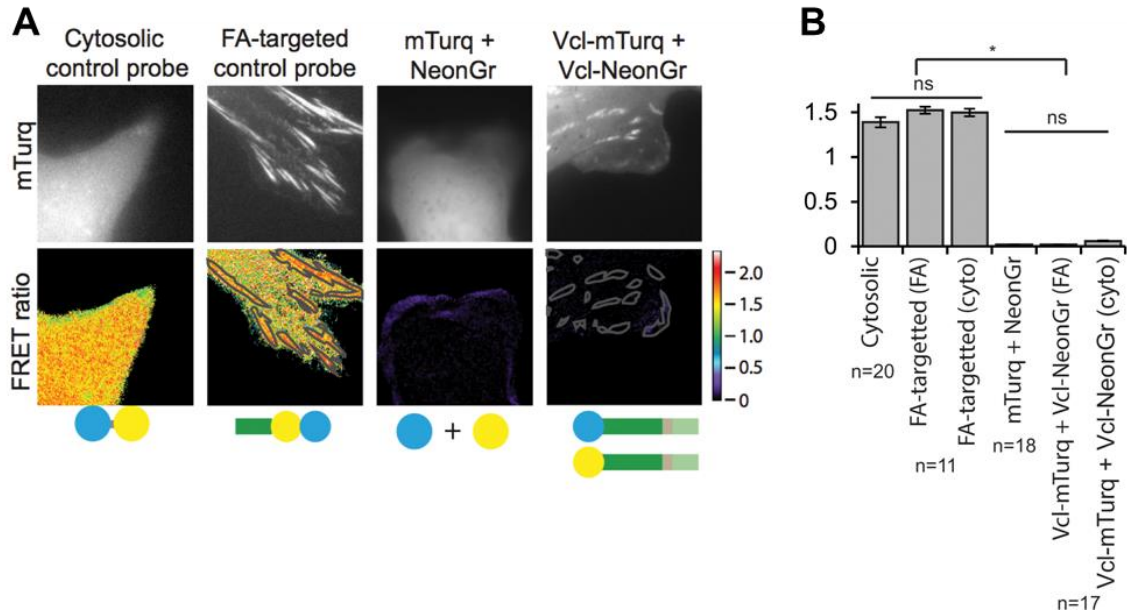 A
Cytosolic
control probe
FA-targeted
control probe
mTurq +
NeonGr
Vcl-mTurq +
Vcl-NeonGr
mTurq
FRET ratio
2.0
1.5
1.0
0.5
0
+
B
*
ns
ns
1.5
1
0.5
0
Cytosolic
FA-targetted (FA)
FA-targetted (cyto)
mTurq + NeonGr
Vcl-mTurq + Vcl-NeonGr (FA)
Vcl-mTurq + Vcl-NeonGr (cyto)
n=20
n=11
n=18
n=17